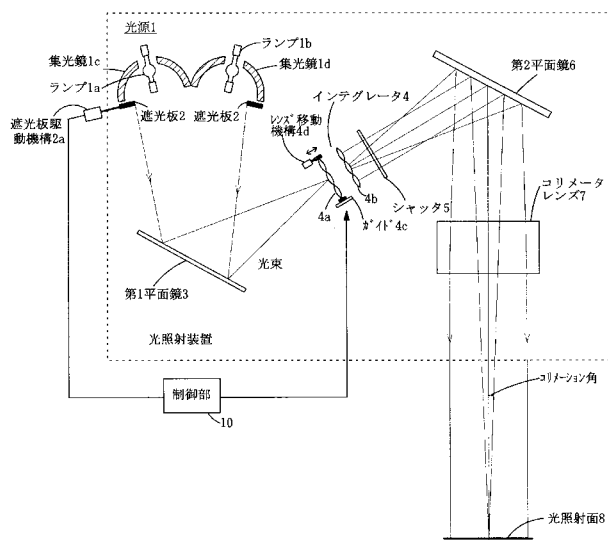 光源1
集光鏡1c
ランプ1b
集光鏡1d
ランプ1a
第2平面鏡6
遮光板2
遮光板2
インテグレータ4
遮光板駆
動機構2a
レンズ移動
機構4d
コリメータ
レンズ7
シャッタ5
4a
4b
ガイド4c
光束
第1平面鏡3
光照射装置
制御部
10
コリメーション角
光照射面8